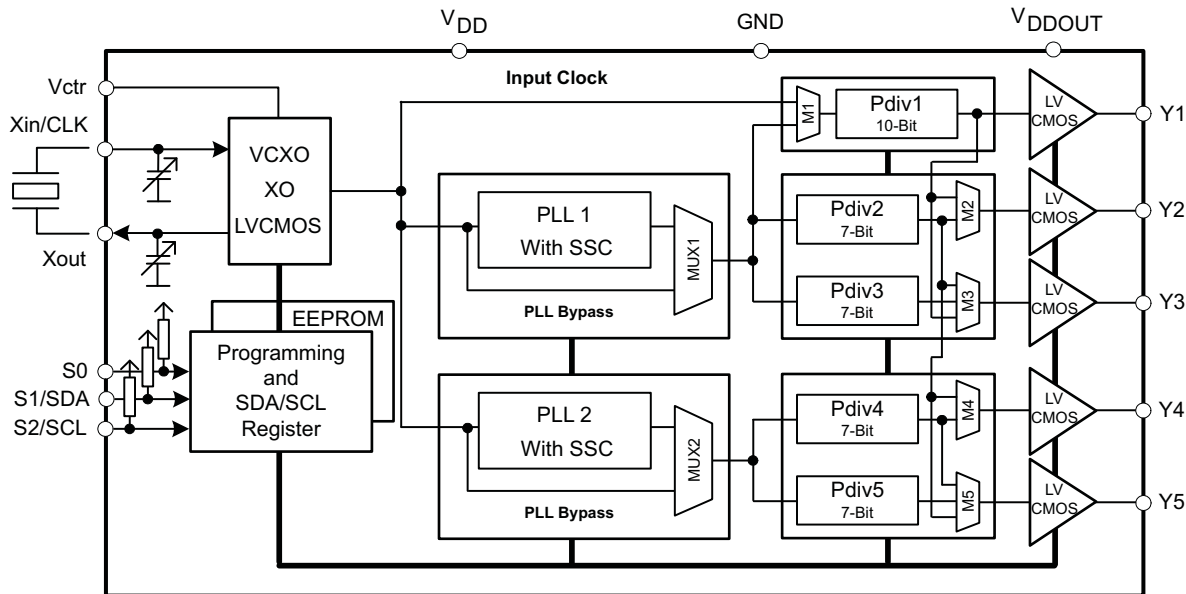 VDD
GND
VDDOUT
Input Clock
Vctr
Xin/CLK
VCXO
XO
LVCMOS
Xout
M1
Pdiv1
10-Bit
LV
CMOS
Y1
PLL 1
With SSC
MUX1
PLL Bypass
Pdiv2
7-Bit
M2
LV
CMOS
Y2
Pdiv3
7-Bit
M3
LV
CMOS
Y3
EEPROM
Programming
and
SDA/SCL
Register
S0
S1/SDA
S2/SCL
PLL 2
With SSC
MUX2
PLL Bypass
Pdiv4
7-Bit
M4
LV
CMOS
Y4
Pdiv5
7-Bit
M5
LV
CMOS
Y5